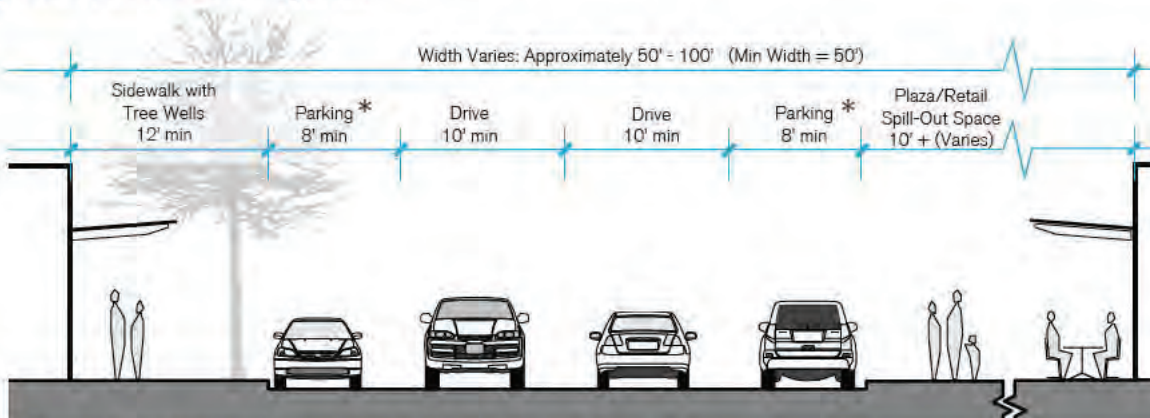 Width Varies: Approximately 50' - 100' (Min Width = 50')
Sidewalk with
Tree Wells
12' min
Parking *
8' min
Drive
10' min
Drive
10' min
Parking *
8' min
Plaza/Retail
Spill-Out Space
10' + (Varies)